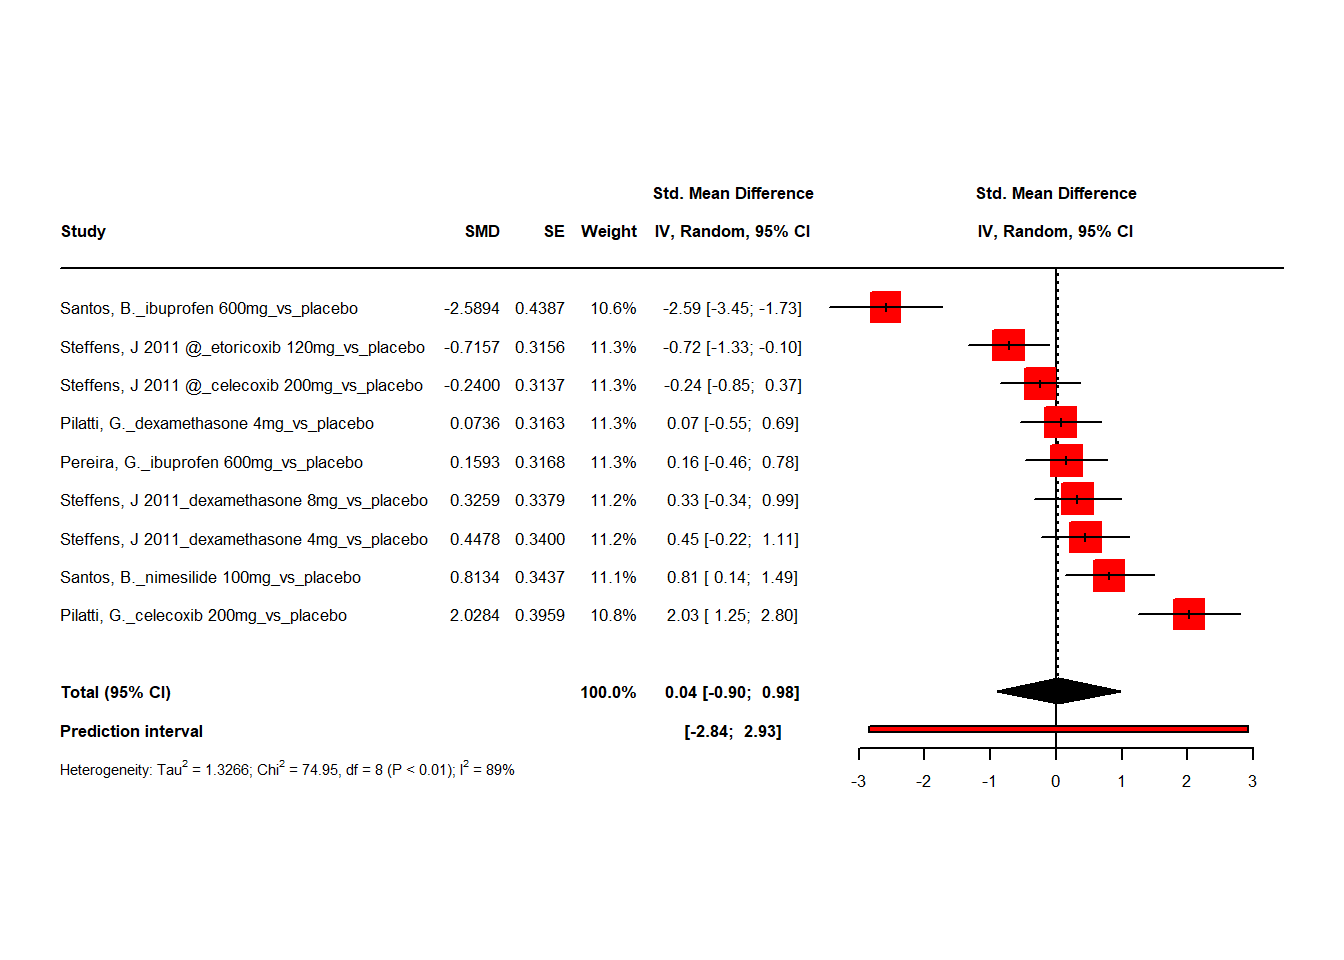 Std. Mean Difference Std. Mean Difference
Study SMD SE Weight IV, Random, 95% CI IV, Random, 95% CI
Santos, B._ibuprofen 600mg_vs_placebo -2.5894 0.4387 10.6% -2.59 [-3.45; -1.73]
Steffens, J 2011 @_etoricoxib 120mg_vs_placebo -0.7157 0.3156 11.3% -0.72 [-1.33; -0.10]
Steffens, J 2011 @_celecoxib 200mg_vs_placebo -0.2400 0.3137 11.3% -0.24 [-0.85; 0.37]
Pilatti, G._dexamethasone 4mg_vs_placebo 0.0736 0.3163 11.3% 0.07 [-0.55; 0.69]
Pereira, G._ibuprofen 600mg_vs_placebo 0.1593 0.3168 11.3% 0.16 [-0.46; 0.78]
Steffens, J 2011_dexamethasone 8mg_vs_placebo 0.3259 0.3379 11.2% 0.33 [-0.34; 0.99]
Steffens, J 2011_dexamethasone 4mg_vs_placebo 0.4478 0.3400 11.2% 0.45 [-0.22; 1.11]
Santos, B._nimesilide 100mg_vs_placebo 0.8134 0.3437 11.1% 0.81 [ 0.14; 1.49]
Pilatti, G._celecoxib 200mg_vs_placebo 2.0284 0.3959 10.8% 2.03 [ 1.25; 2.80]
Total (95% CI) 100.0% 0.04 [-0.90; 0.98]
Prediction interval [-2.84; 2.93]
Heterogeneity: Tau² = 1.3266; Chi² = 74.95, df = 8 (P < 0.01); I² = 89%
-3 -2 -1 0 1 2 3